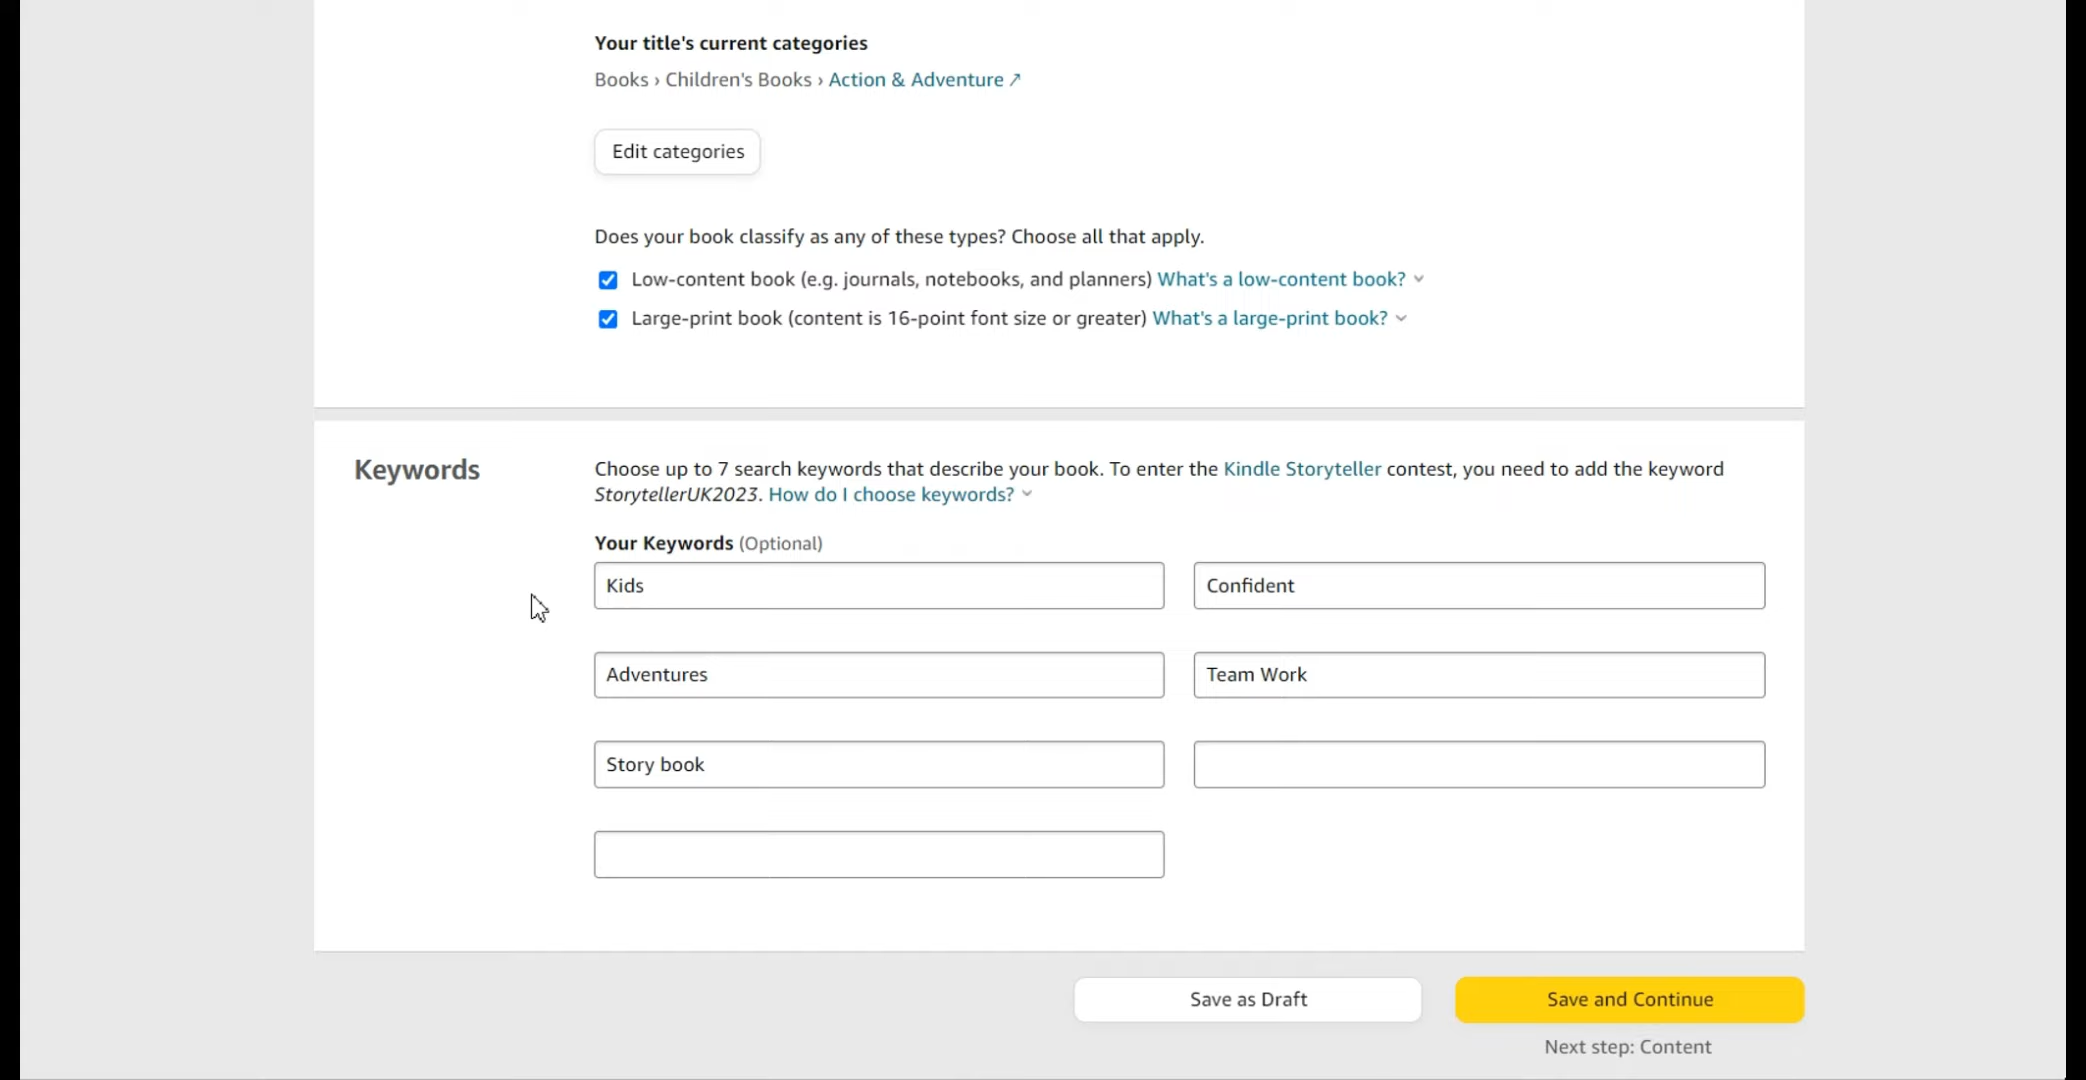 Your title's current categories
Books › Children's Books › Action & Adventure ↗
Edit categories
Does your book classify as any of these types? Choose all that apply.
Low-content book (e.g. journals, notebooks, and planners) What's a low-content book?
Large-print book (content is 16-point font size or greater) What's a large-print book?
Keywords
Choose up to 7 search keywords that describe your book. To enter the Kindle Storyteller contest, you need to add the keyword
StorytellerUK2023. How do I choose keywords?
Your Keywords (Optional)
Kids
Confident
Adventures
Team Work
Story book
Save as Draft
Save and Continue
Next step: Content